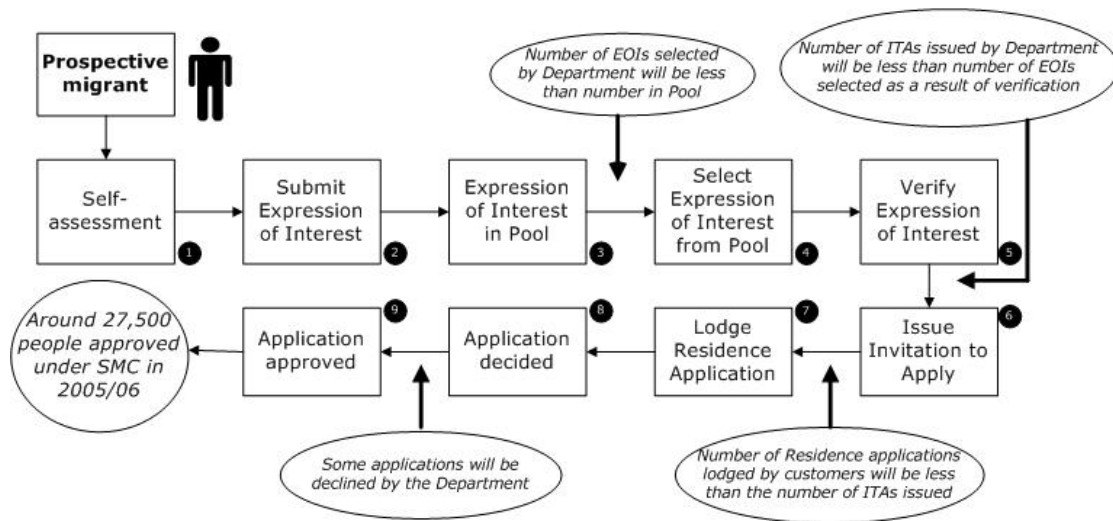 Prospective
migrant
Number of EOIs selected
by Department will be less
than number in Pool
Number of ITAs issued by Department
will be less than number of EOIs
selected as a result of verification
Self-
assessment
1
Submit
Expression
of Interest
2
Expression
of Interest
in Pool
3
Select
Expression
of Interest
from Pool
4
Verify
Expression
of Interest
5
Issue
Invitation to
Apply
6
Lodge
Residence
Application
7
Application
decided
8
Application
approved
9
Around 27,500
people approved
under SMC in
2005/06
Some applications will be
declined by the Department
Number of Residence applications
lodged by customers will be less
than the number of ITAs issued